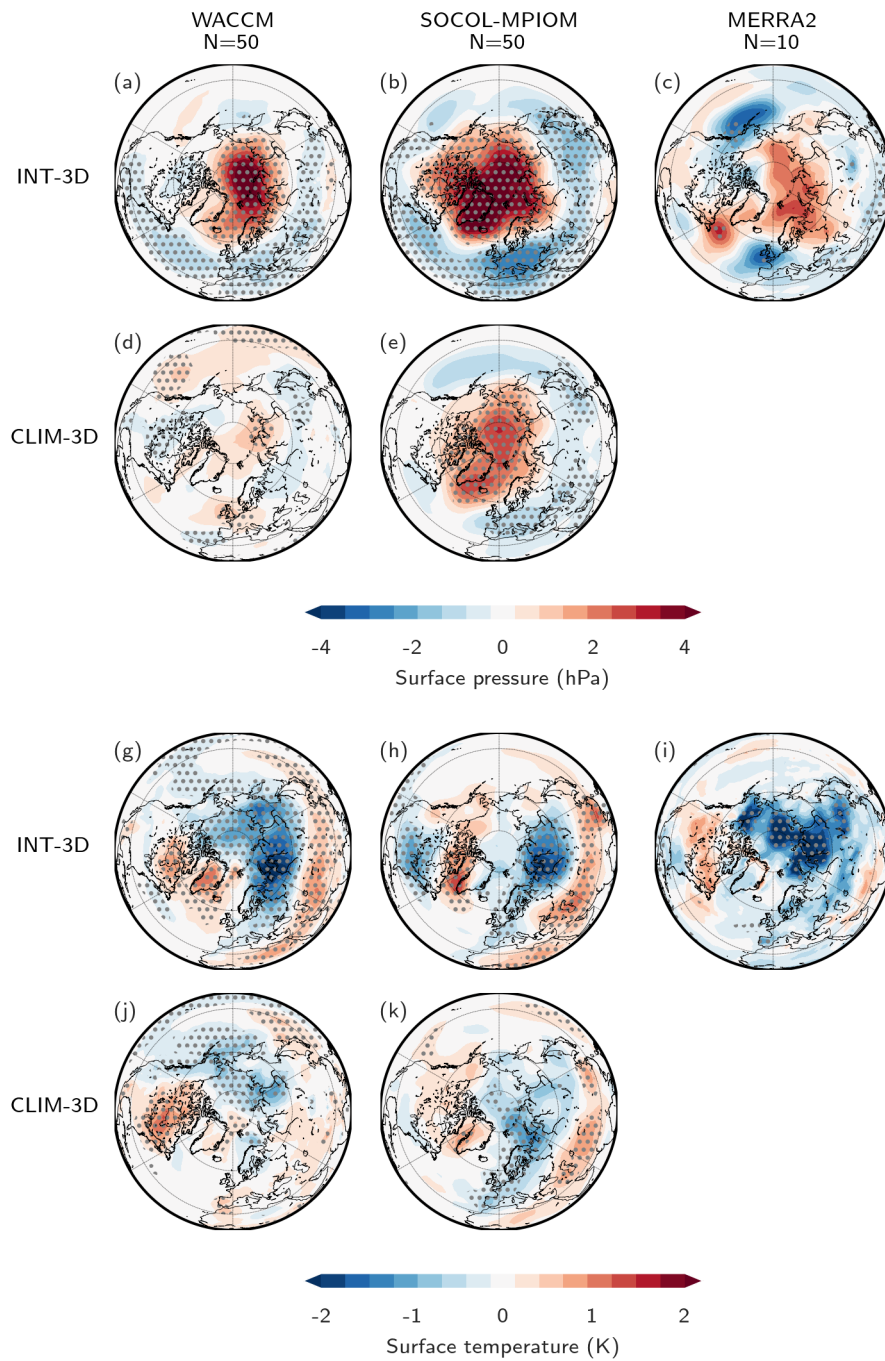 WACCM
N=50
SOCOL-MPIOM
N=50
MERRA2
N=10
(a)
(b)
(c)
INT-3D
(d)
(e)
CLIM-3D
-4
-2
0
2
4
Surface pressure (hPa)
(g)
(h)
(i)
INT-3D
(j)
(k)
CLIM-3D
-2
-1
0
1
2
Surface temperature (K)